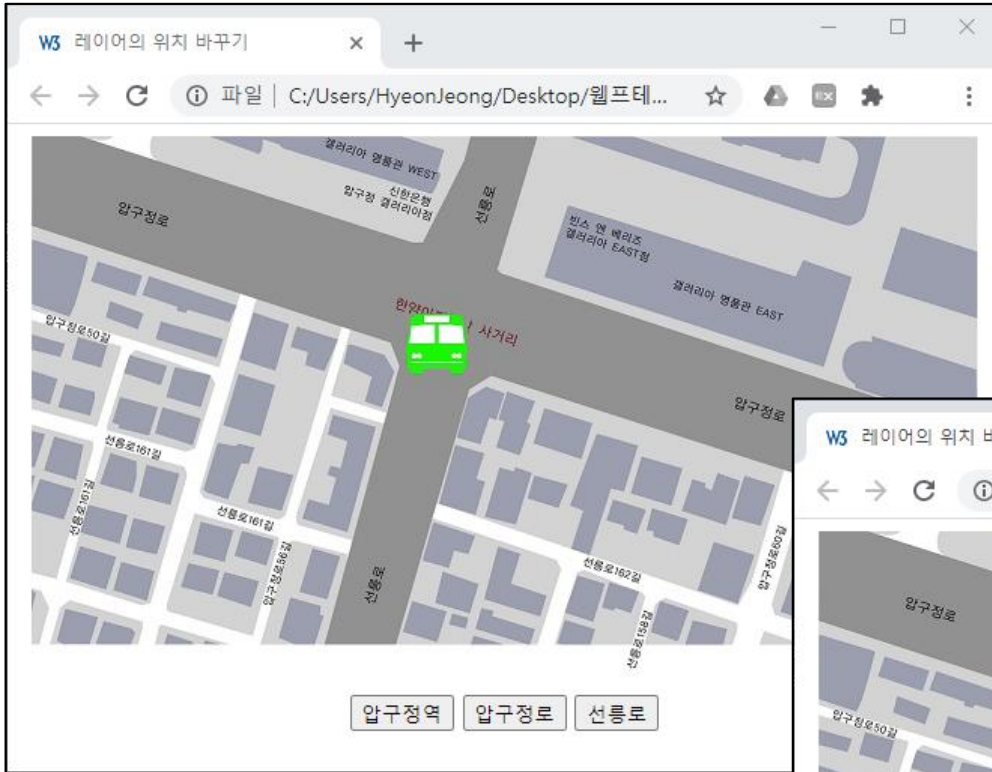 W3 레이어의 위치 바꾸기
파일 | C:/Users/HyeonJeong/Desktop/웹프테...
갤러리아 명품관 WEST
신한은행
압구정 갤러리아점
압구정로
선릉로
빈스 앤 베리즈
갤러리아 EAST점
갤러리아 명품관 EAST
사거리
압구정로50길
압구정로
선릉로161길
선릉로161길
선릉로161길
압구정로56길
선릉로
선릉로162길
압구정로60길
선릉로158길
압구정역 압구정로 선릉로
W3 레이어의 위치
압구정로
압구정로50길